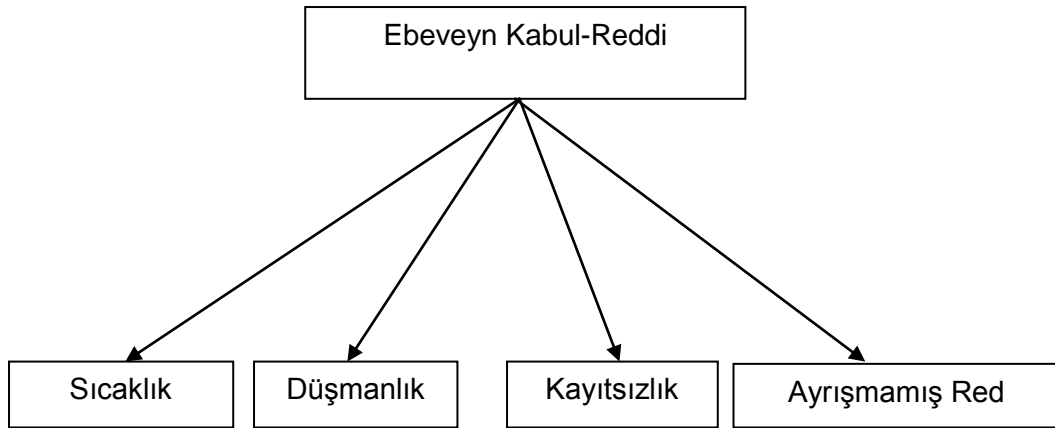 Ebeveyn Kabul-Reddi
Sıcaklık
Düşmanlık
Kayıtsızlık
Ayrışmamış Red